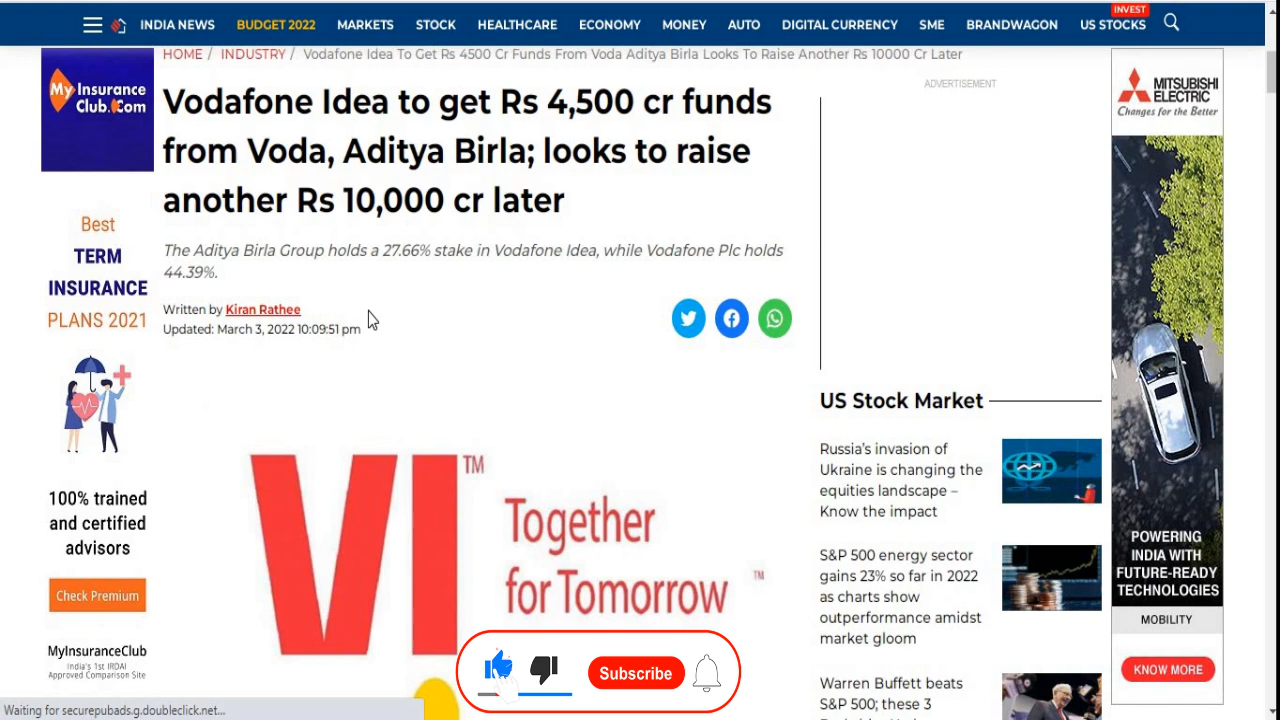 INDIA NEWS BUDGET 2022 MARKETS STOCK HEALTHCARE ECONOMY MONEY AUTO DIGITAL CURRENCY SME BRANDWAGON US STOCKS
INVEST
HOME / INDUSTRY / Vodafone Idea To Get Rs 4500 Cr Funds From Voda Aditya Birla Looks To Raise Another Rs 10000 Cr Later
My Insurance
Club.Com
Best
TERM
INSURANCE
PLANS 2021
100% trained
and certified
advisors
Check Premium
MyInsuranceClub
India's 1st IRDAI
Approved Comparison Site
Vodafone Idea to get Rs 4,500 cr funds
from Voda, Aditya Birla; looks to raise
another Rs 10,000 cr later
The Aditya Birla Group holds a 27.66% stake in Vodafone Idea, while Vodafone Plc holds
44.39%.
Written by Kiran Rathee
Updated: March 3, 2022 10:09:51 pm
VI™
Together
for Tomorrow ™
Subscribe
ADVERTISEMENT
US Stock Market
Russia's invasion of
Ukraine is changing the
equities landscape –
Know the impact
S&P 500 energy sector
gains 23% so far in 2022
as charts show
outperformance amidst
market gloom
Warren Buffett beats
S&P 500; these 3
MITSUBISHI
ELECTRIC
Changes for the Better
POWERING
INDIA WITH
FUTURE-READY
TECHNOLOGIES
MOBILITY
KNOW MORE
Waiting for securepubads.g.doubleclick.net...